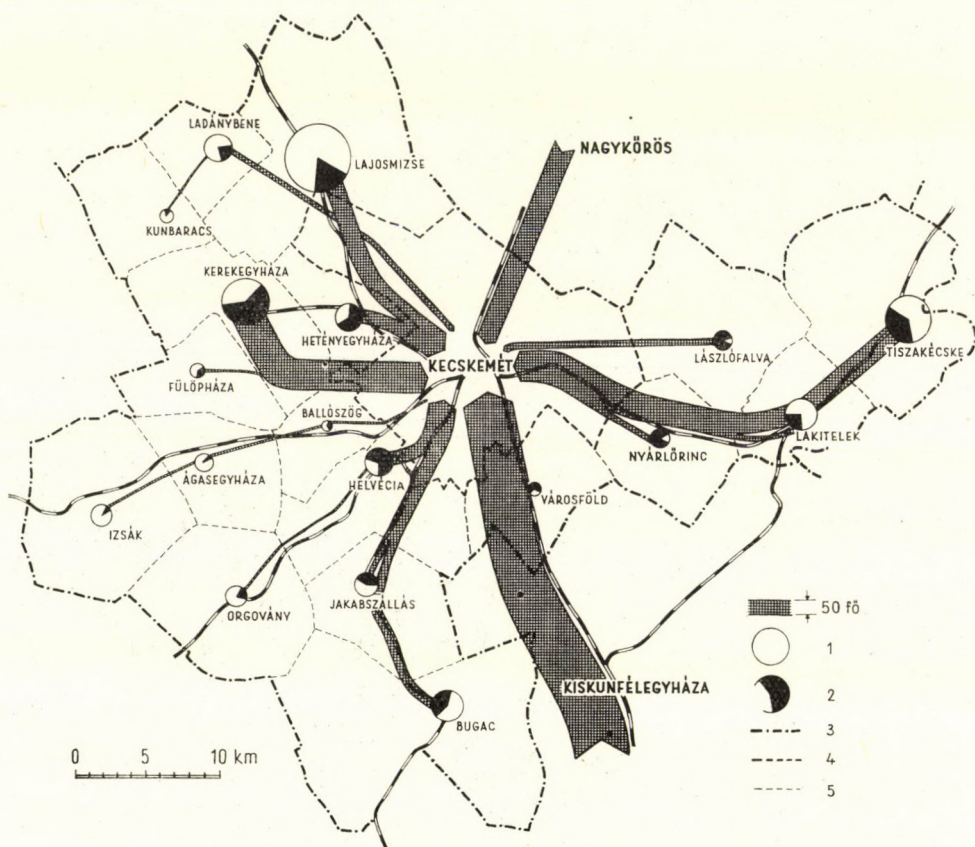 LADÁNYBENE
LAJOSMIZSE
NAGYKŐRÖS
KUNBARACS
KEREKEGYHÁZA
HETÉNYEGYHÁZA
LÁSZLÓFALVA
TISZAKÉCSKE
KECSKEMÉT
FÜLÖPHÁZA
BALLÓSZÖG
LAKITELEK
NYÁRLŐRINC
ÁGASEGYHÁZA
HELVÉCIA
VÁROSFÖLD
IZSÁK
JAKABSZÁLLÁS
ORGOVÁNY
50 fő
1
KISKUNFÉLEGYHÁZA
2
BUGAC
3
0 5 10 km
4
5